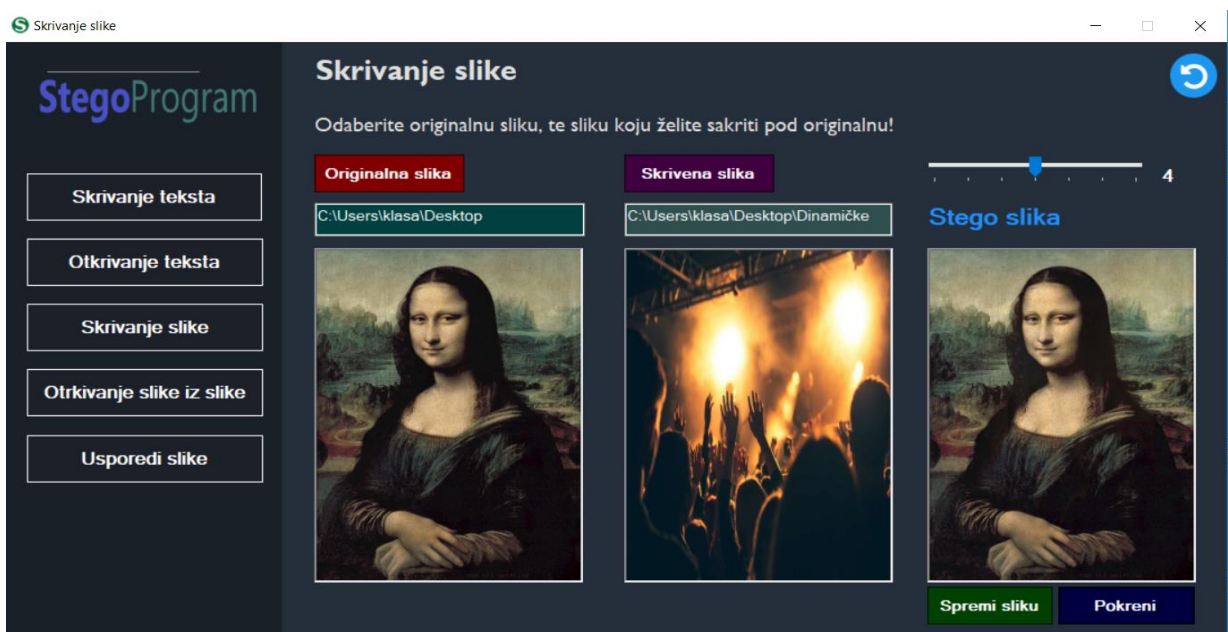 Skrivanje slike
StegoProgram
Skrivanje teksta
Otkrivanje teksta
Skrivanje slike
Otrkivanje slike iz slike
Usporedi slike
Skrivanje slike
Odaberite originalnu sliku, te sliku koju želite sakriti pod originalnu!
Originalna slika
C:\Users\klasa\Desktop
Skrivena slika
C:\Users\klasa\Desktop\Dinamičke
4
Stego slika
Spremi sliku
Pokreni